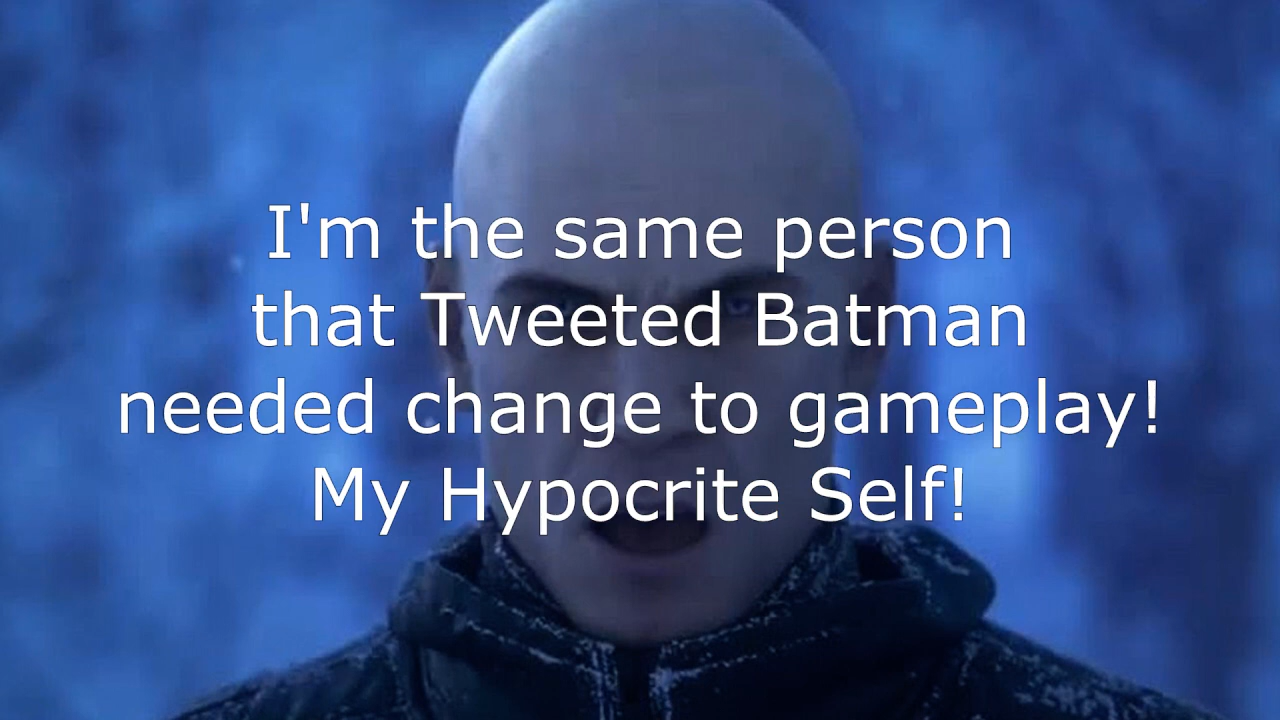 I'm the same person
that Tweeted Batman
needed change to gameplay!
My Hypocrite Self!